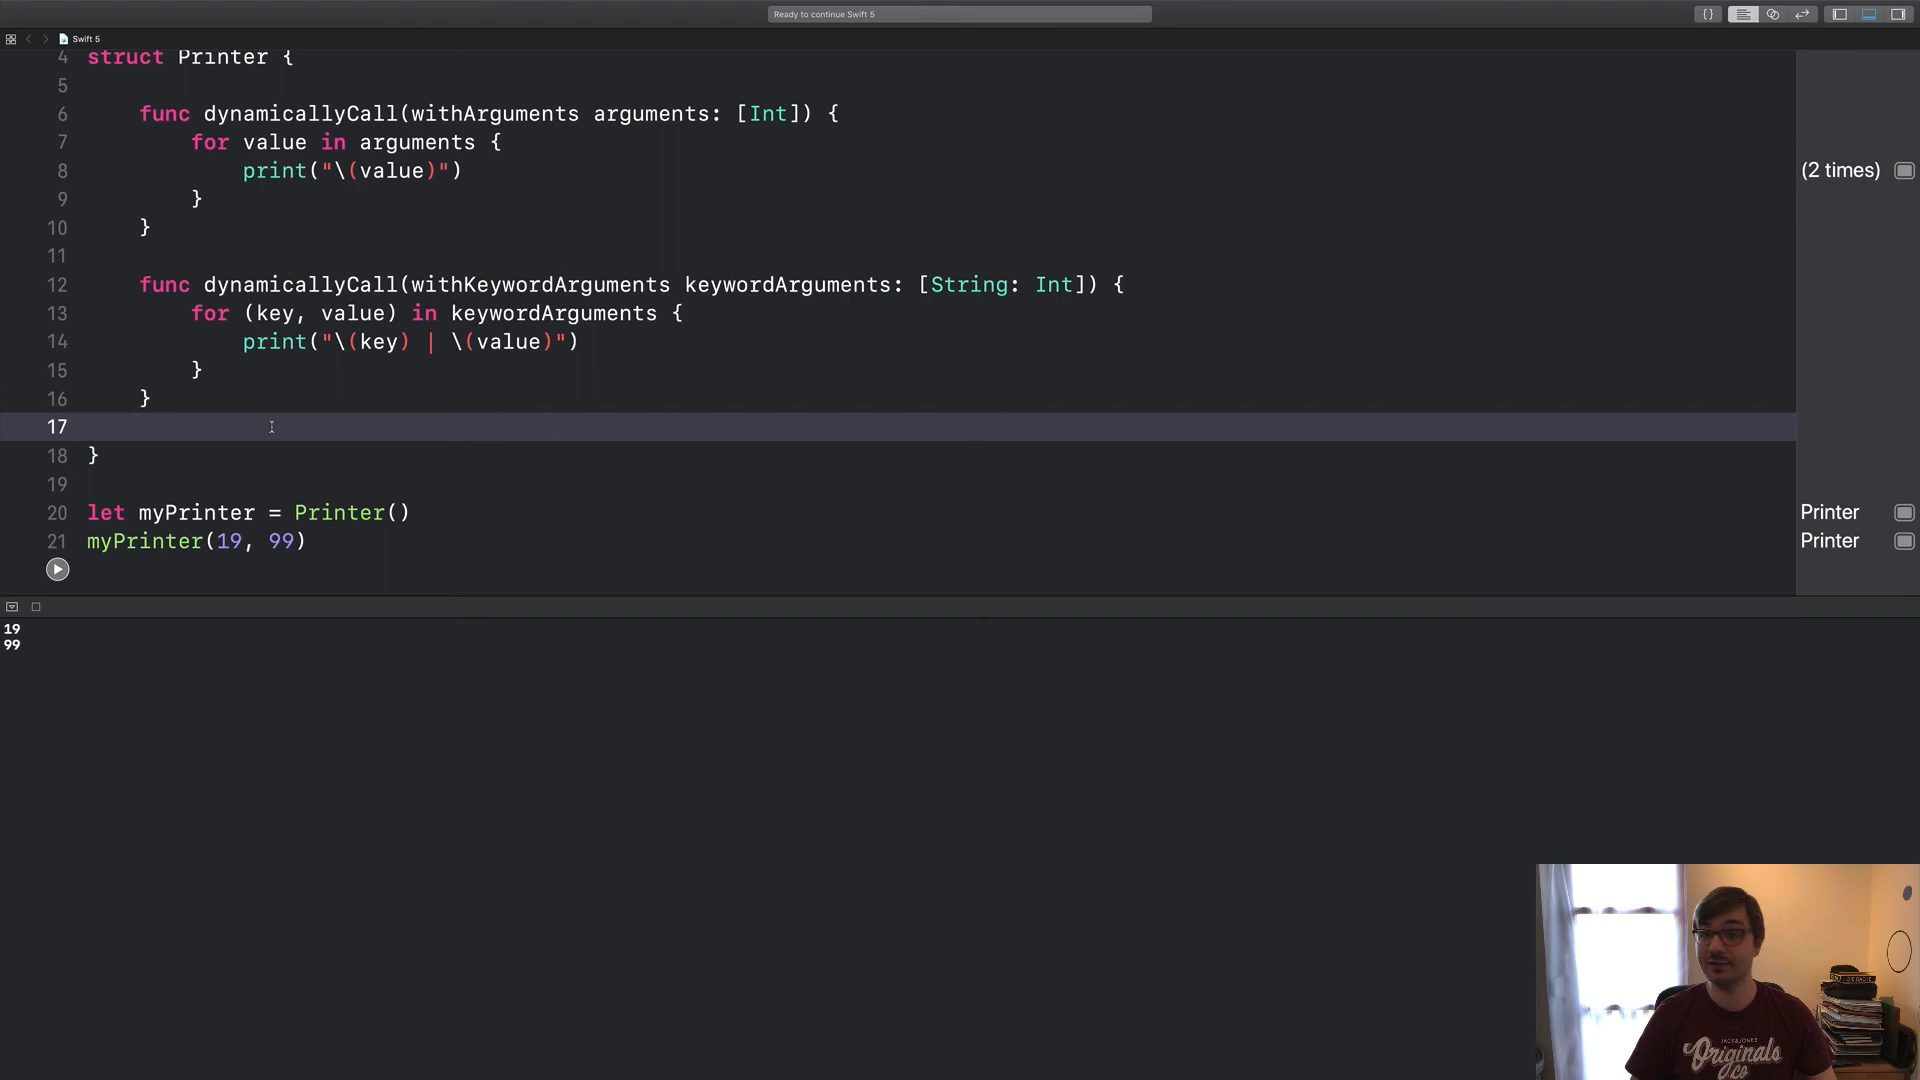 Ready to continue Swift 5
{ }
Swift 5
4 struct Printer {
5
6 func dynamicallyCall(withArguments arguments: [Int]) {
7 for value in arguments {
8 print("\(value)")
(2 times)
9 }
10 }
11
12 func dynamicallyCall(withKeywordArguments keywordArguments: [String: Int]) {
13 for (key, value) in keywordArguments {
14 print("\(key) | \(value)")
15 }
16 }
17
18 }
19
20 let myPrinter = Printer()
Printer
21 myPrinter(19, 99)
Printer
19
99
JACK&JONES
Originals
Co